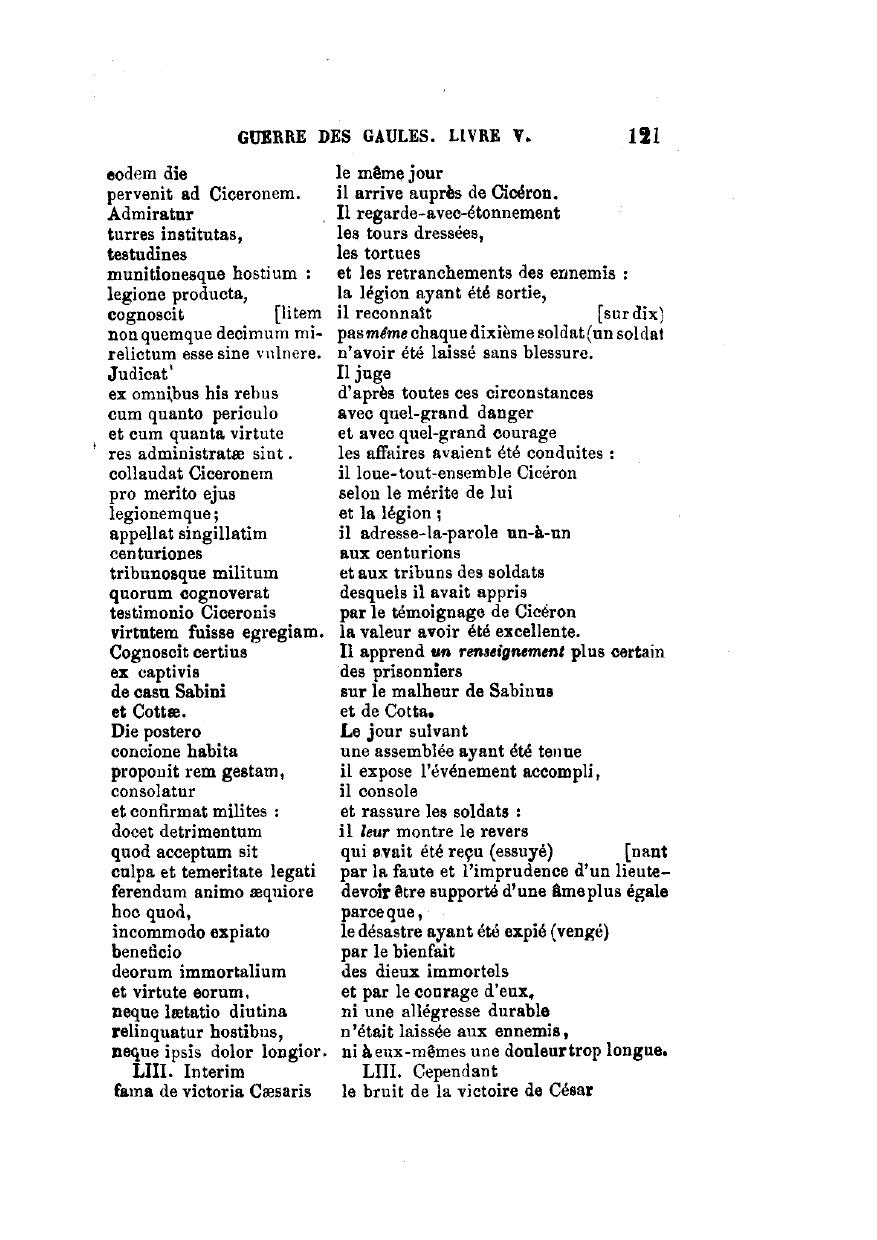 GUERRE DES GAULES. LIVRE V. 121
eodem die le même jour
pervenit ad Ciceronem. il arrive auprès de Cicéron.
Admiratur Il regarde-avec-étonnement
turres institutas, les tours dressées,
testudines les tortues
munitionesque hostium : et les retranchements des ennemis :
legione producta, la légion ayant été sortie,
cognoscit [litem il reconnaît [sur dix)
non quemque decimum mi- pas même chaque dixième soldat (un soldat
relictum esse sine vulnere. n'avoir été laissé sans blessure.
Judicat Il juge
ex omnibus his rebus d'après toutes ces circonstances
cum quanto periculo avec quel-grand danger
et cum quanta virtute et avec quel-grand courage
res administratæ sint. les affaires avaient été conduites :
collaudat Ciceronem il loue-tout-ensemble Cicéron
pro merito ejus selon le mérite de lui
legionemque; et la légion ;
appellat singillatim il adresse-la-parole un-à-un
centuriones aux centurions
tribunosque militum et aux tribuns des soldats
quorum cognoverat desquels il avait appris
testimonio Ciceronis par le témoignage de Cicéron
virtutem fuisse egregiam. la valeur avoir été excellente.
Cognoscit certius Il apprend un renseignement plus certain
ex captivis des prisonniers
de casu Sabini sur le malheur de Sabinus
et Cottæ. et de Cotta.
Die postero Le jour suivant
concione habita une assemblée ayant été tenue
proponit rem gestam, il expose l'événement accompli,
consolatur il console
et confirmat milites : et rassure les soldats :
docet detrimentum il leur montre le revers
quod acceptum sit qui avait été reçu (essuyé) [nant
culpa et temeritate legati par la faute et l'imprudence d'un lieute-
ferendum animo æquiore devoir être supporté d'une âme plus égale
hoc quod, parce que,
incommodo expiato le désastre ayant été expié (vengé)
beneficio par le bienfait
deorum immortalium des dieux immortels
et virtute eorum, et par le courage d'eux,
neque lætatio diutina ni une allégresse durable
relinquatur hostibus, n'était laissée aux ennemis,
neque ipsis dolor longior. ni à eux-mêmes une douleur trop longue.
LIII. Interim LIII. Cependant
fama de victoria Cæsaris le bruit de la victoire de César